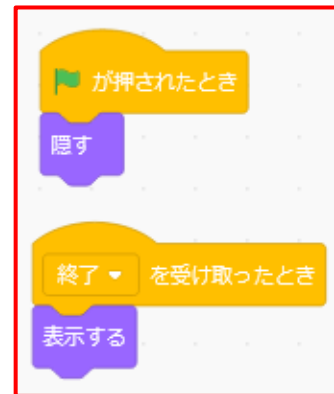 が押されたとき
隠す
終了 を受け取ったとき
表示する